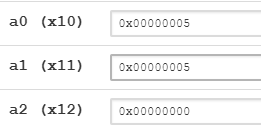 a0 (x10) 0x00000005
a1 (x11) 0x00000005
a2 (x12) 0x00000000